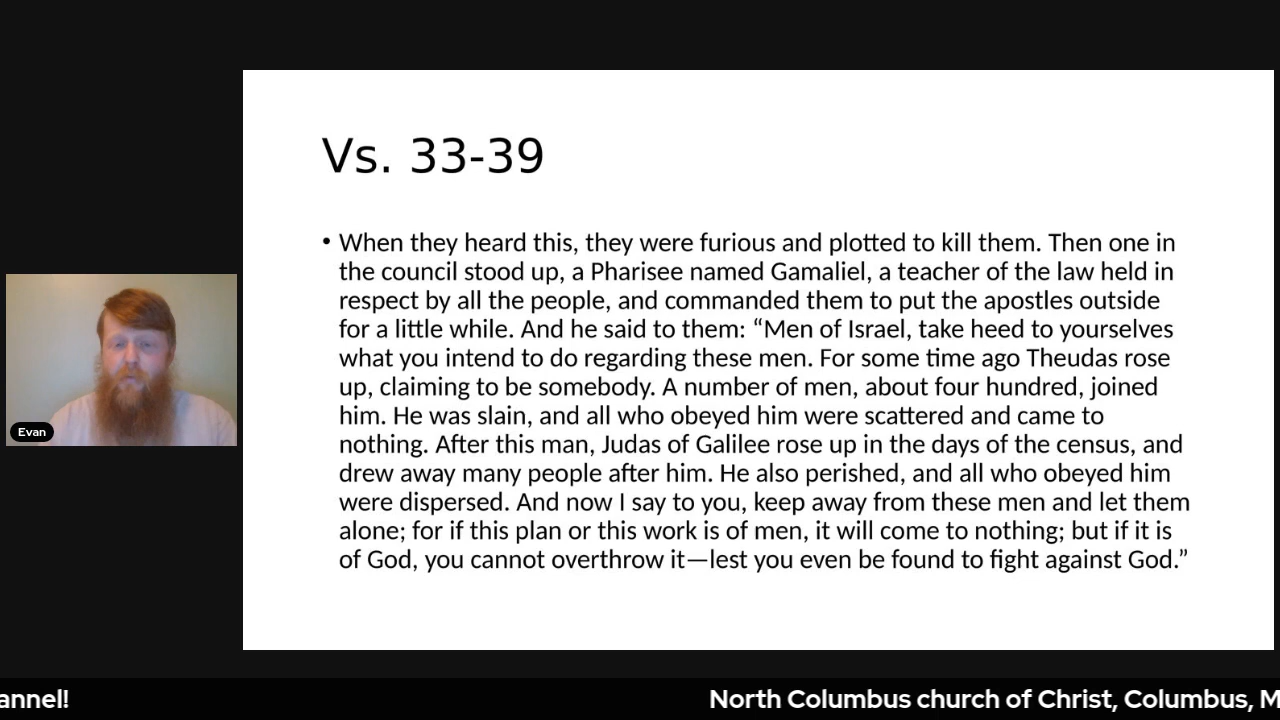 Vs. 33-39
• When they heard this, they were furious and plotted to kill them. Then one in
the council stood up, a Pharisee named Gamaliel, a teacher of the law held in
respect by all the people, and commanded them to put the apostles outside
for a little while. And he said to them: “Men of Israel, take heed to yourselves
what you intend to do regarding these men. For some time ago Theudas rose
up, claiming to be somebody. A number of men, about four hundred, joined
him. He was slain, and all who obeyed him were scattered and came to
nothing. After this man, Judas of Galilee rose up in the days of the census, and
drew away many people after him. He also perished, and all who obeyed him
were dispersed. And now I say to you, keep away from these men and let them
alone; for if this plan or this work is of men, it will come to nothing; but if it is
of God, you cannot overthrow it—lest you even be found to fight against God.”
Evan
annel! North Columbus church of Christ, Columbus, M